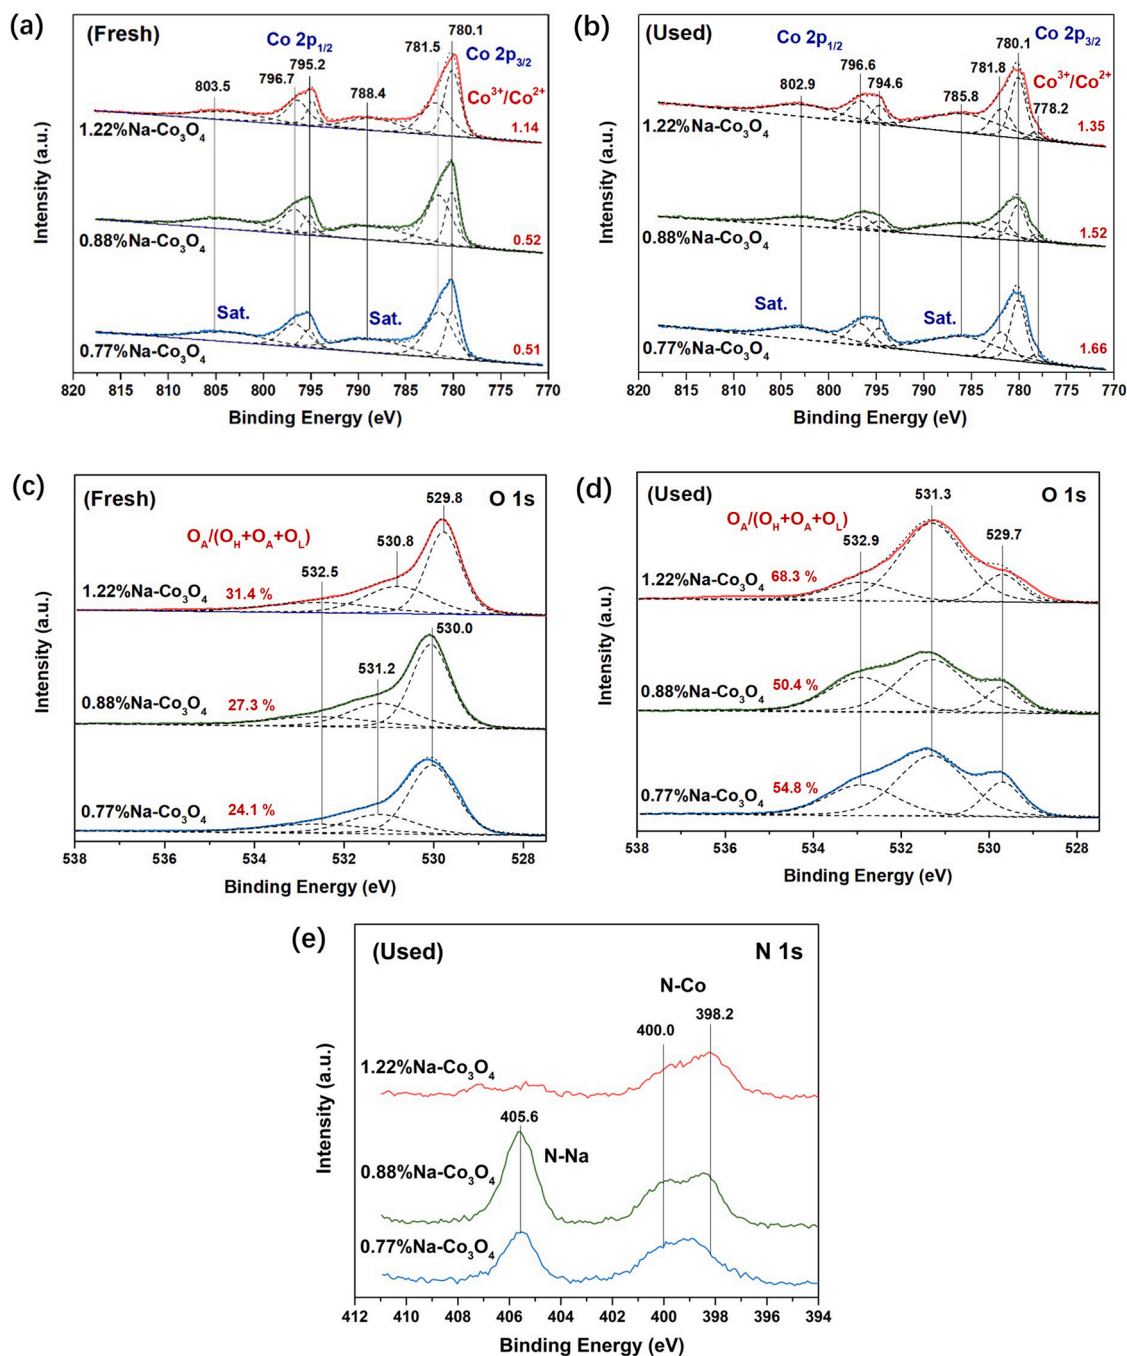 (a)
(Fresh)
Co 2p1/2
803.5
796.7
795.2
788.4
781.5
780.1
Co 2p3/2
Co3+/Co2+
1.22%Na-Co3O4
1.14
0.88%Na-Co3O4
0.52
Sat.
Sat.
0.77%Na-Co3O4
0.51
820 815 810 805 800 795 790 785 780 775 770
Binding Energy (eV)
Intensity (a.u.)
(b)
(Used)
Co 2p1/2
802.9
796.6
794.6
785.8
781.8
780.1
778.2
Co 2p3/2
Co3+/Co2+
1.22%Na-Co3O4
1.35
0.88%Na-Co3O4
1.52
Sat.
Sat.
0.77%Na-Co3O4
1.66
820 815 810 805 800 795 790 785 780 775 770
Binding Energy (eV)
Intensity (a.u.)
(c)
(Fresh)
O 1s
529.8
OA/(OH+OA+OL)
530.8
532.5
1.22%Na-Co3O4
31.4 %
530.0
531.2
0.88%Na-Co3O4
27.3 %
0.77%Na-Co3O4
24.1 %
538 536 534 532 530 528
Binding Energy (eV)
Intensity (a.u.)
(d)
(Used)
O 1s
531.3
OA/(OH+OA+OL)
532.9
529.7
1.22%Na-Co3O4
68.3 %
0.88%Na-Co3O4
50.4 %
0.77%Na-Co3O4
54.8 %
538 536 534 532 530 528
Binding Energy (eV)
Intensity (a.u.)
(e)
(Used)
N 1s
N-Co
400.0
398.2
1.22%Na-Co3O4
405.6
N-Na
0.88%Na-Co3O4
0.77%Na-Co3O4
412 410 408 406 404 402 400 398 396 394
Binding Energy (eV)
Intensity (a.u.)